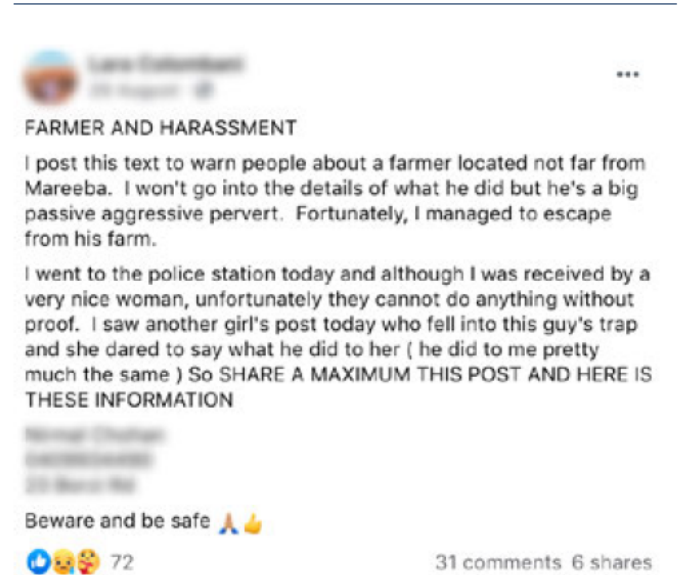 FARMER AND HARASSMENT
I post this text to warn people about a farmer located not far from
Mareeba. I won't go into the details of what he did but he's a big
passive aggressive pervert. Fortunately, I managed to escape
from his farm.
I went to the police station today and although I was received by a
very nice woman, unfortunately they cannot do anything without
proof. I saw another girl's post today who fell into this guy's trap
and she dared to say what he did to her ( he did to me pretty
much the same ) So SHARE A MAXIMUM THIS POST AND HERE IS
THESE INFORMATION
Beware and be safe 🙏👍
72
31 comments 6 shares